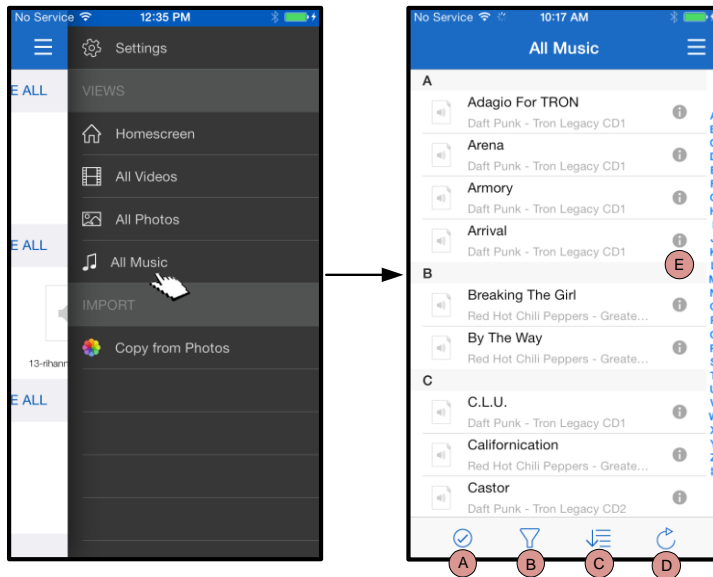 No Service 12:35 PM
Settings
E ALL
VIEWS
Homescreen
All Videos
All Photos
E ALL
All Music
IMPORT
Copy from Photos
13-rihann
E ALL
No Service 10:17 AM
All Music
A
Adagio For TRON
Daft Punk - Tron Legacy CD1
Arena
Daft Punk - Tron Legacy CD1
Armory
Daft Punk - Tron Legacy CD1
Arrival
Daft Punk - Tron Legacy CD1
E
B
Breaking The Girl
Red Hot Chili Peppers - Greate...
By The Way
Red Hot Chili Peppers - Greate...
C
C.L.U.
Daft Punk - Tron Legacy CD1
Californication
Red Hot Chili Peppers - Greate...
Castor
Daft Punk - Tron Legacy CD2
A B C D